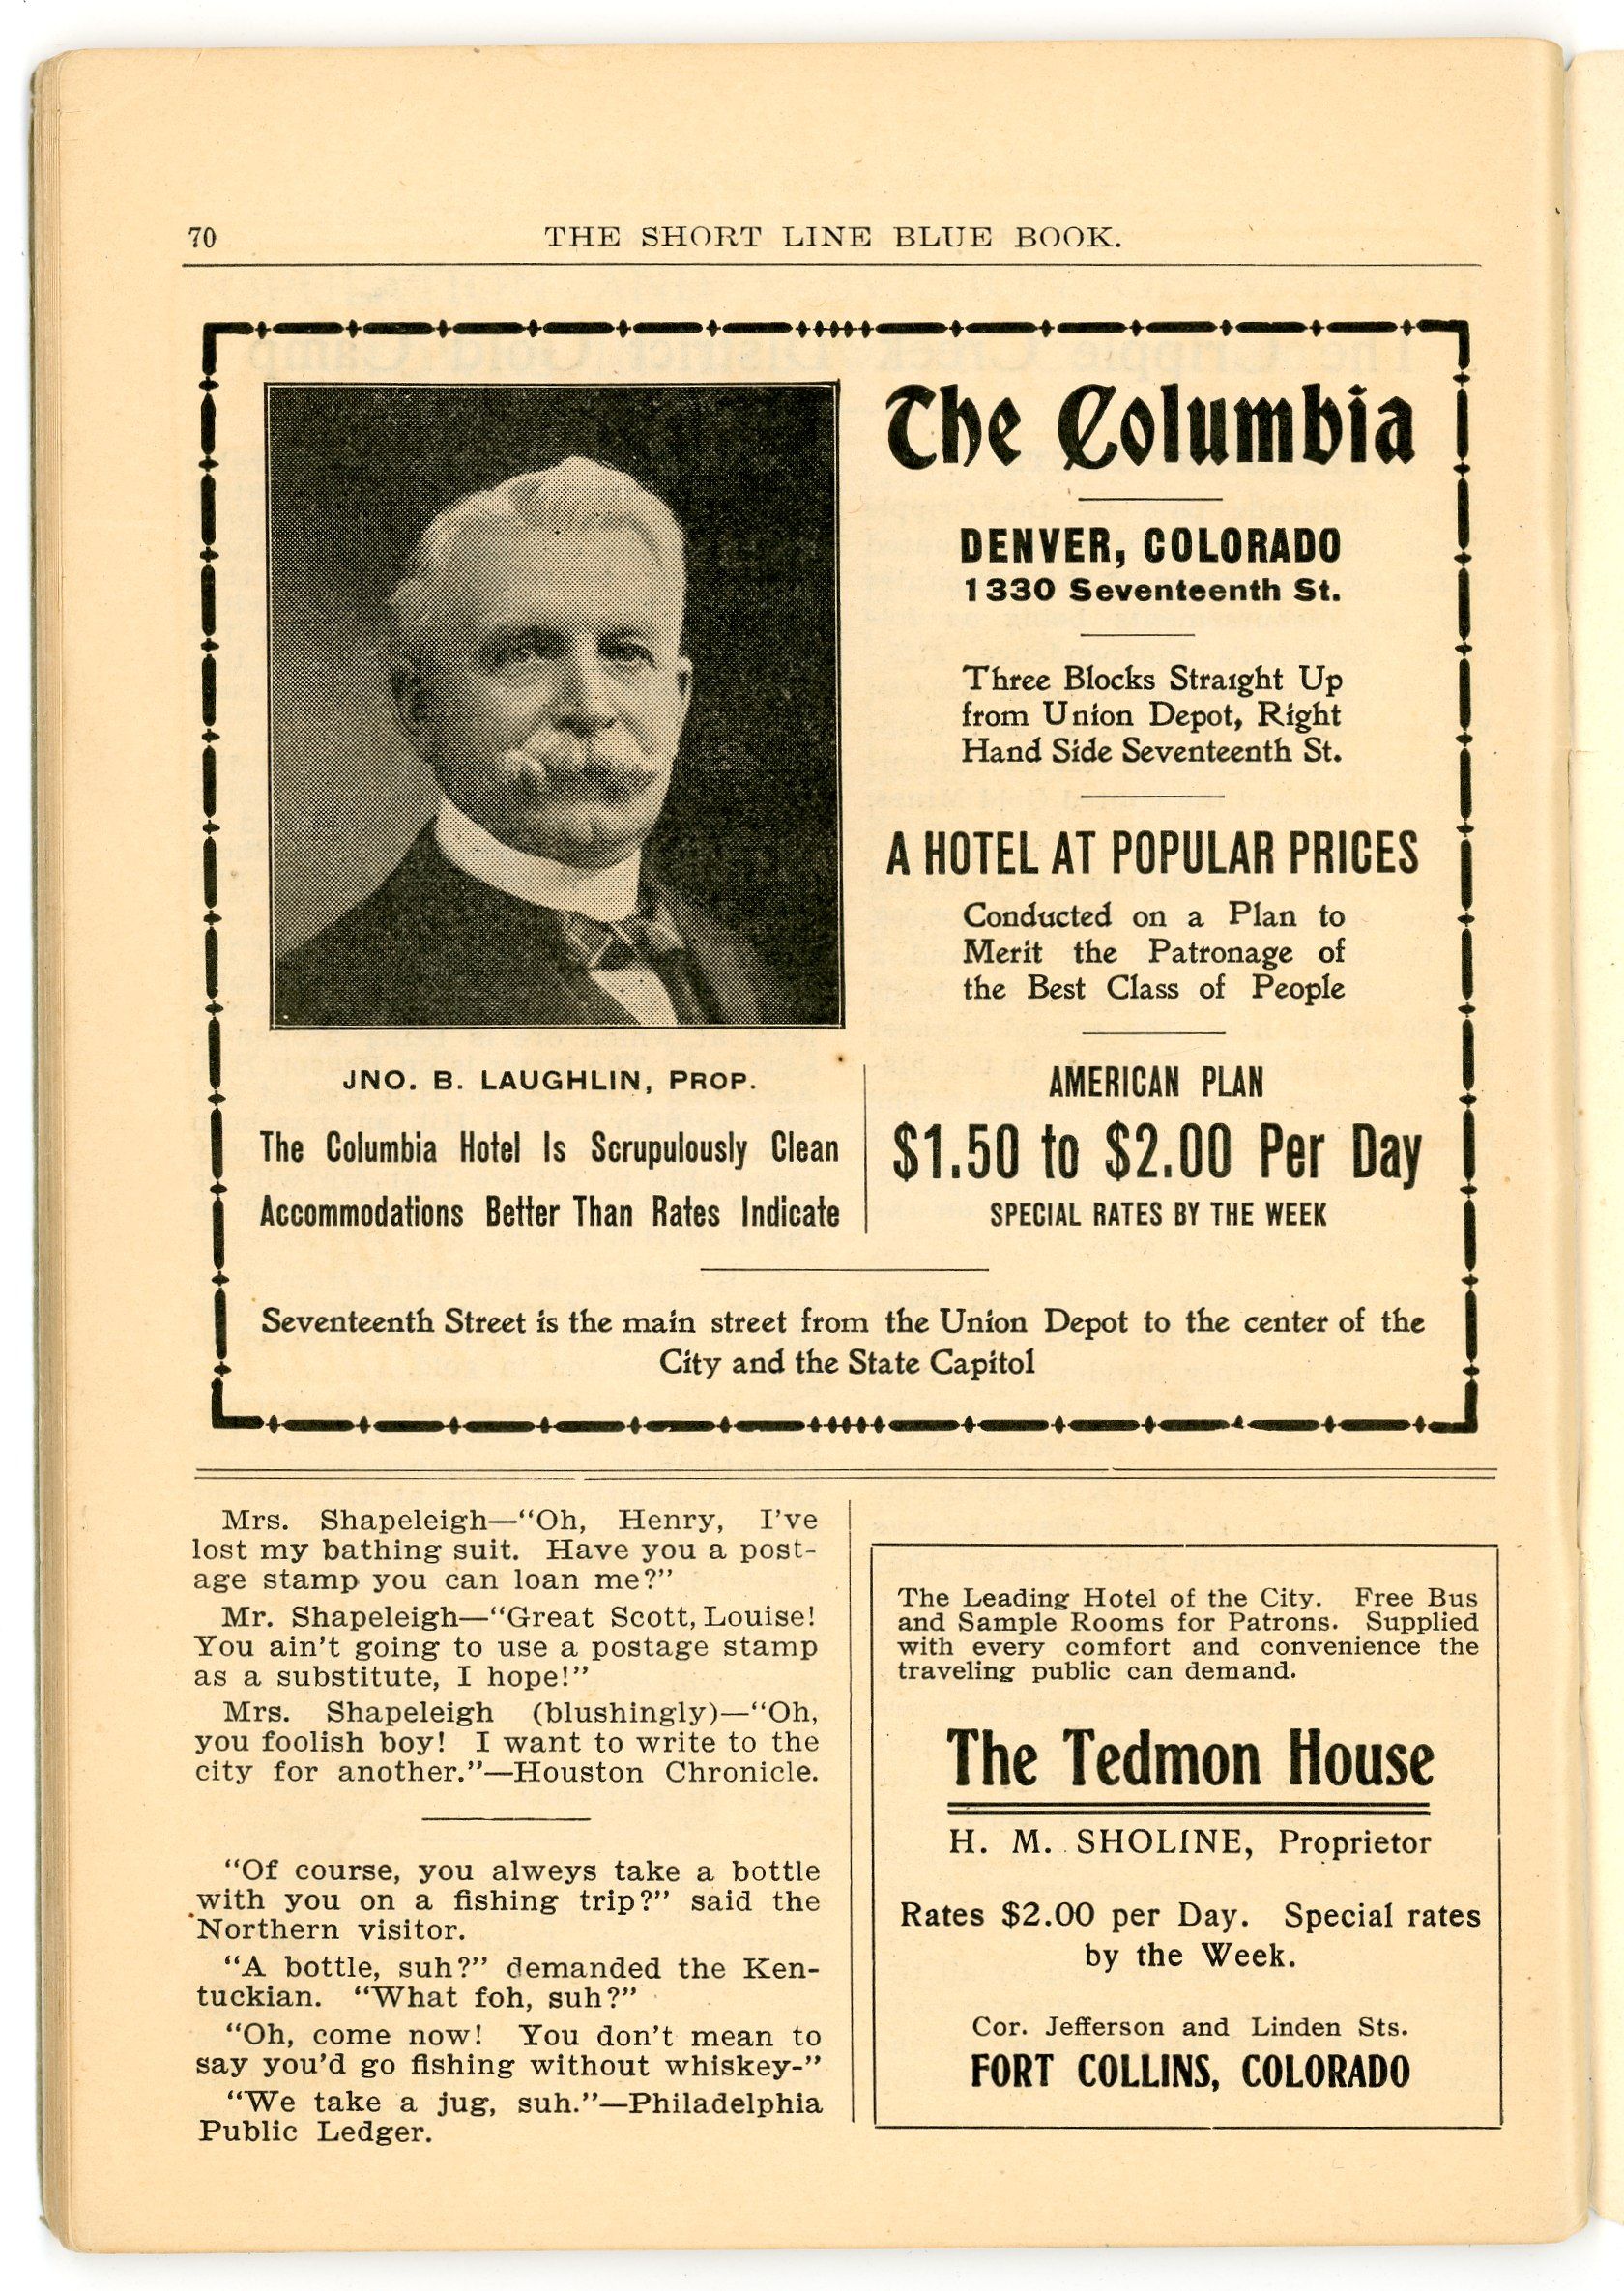 70
THE SHORT LINE BLUE BOOK.
The Columbia
DENVER, COLORADO
1330 Seventeenth St.
Three Blocks Straight Up
from Union Depot, Right
Hand Side Seventeenth St.
A HOTEL AT POPULAR PRICES
Conducted on a Plan to
Merit the Patronage of
the Best Class of People
JNO. B. LAUGHLIN, PROP.
The Columbia Hotel Is Scrupulously Clean
Accommodations Better Than Rates Indicate
AMERICAN PLAN
$1.50 to $2.00 Per Day
SPECIAL RATES BY THE WEEK
Seventeenth Street is the main street from the Union Depot to the center of the
City and the State Capitol
Mrs. Shapeleigh—“Oh, Henry, I’ve
lost my bathing suit. Have you a post-
age stamp you can loan me?”
Mr. Shapeleigh—“Great Scott, Louise!
You ain’t going to use a postage stamp
as a substitute, I hope!”
Mrs. Shapeleigh (blushingly)—“Oh,
you foolish boy! I want to write to the
city for another.”—Houston Chronicle.
“Of course, you alweys take a bottle
with you on a fishing trip?” said the
Northern visitor.
“A bottle, suh?” demanded the Ken-
tuckian. “What foh, suh?”
“Oh, come now! You don’t mean to
say you’d go fishing without whiskey-”
“We take a jug, suh.”—Philadelphia
Public Ledger.
The Leading Hotel of the City. Free Bus
and Sample Rooms for Patrons. Supplied
with every comfort and convenience the
traveling public can demand.
The Tedmon House
H. M. SHOLINE, Proprietor
Rates $2.00 per Day. Special rates
by the Week.
Cor. Jefferson and Linden Sts.
FORT COLLINS, COLORADO